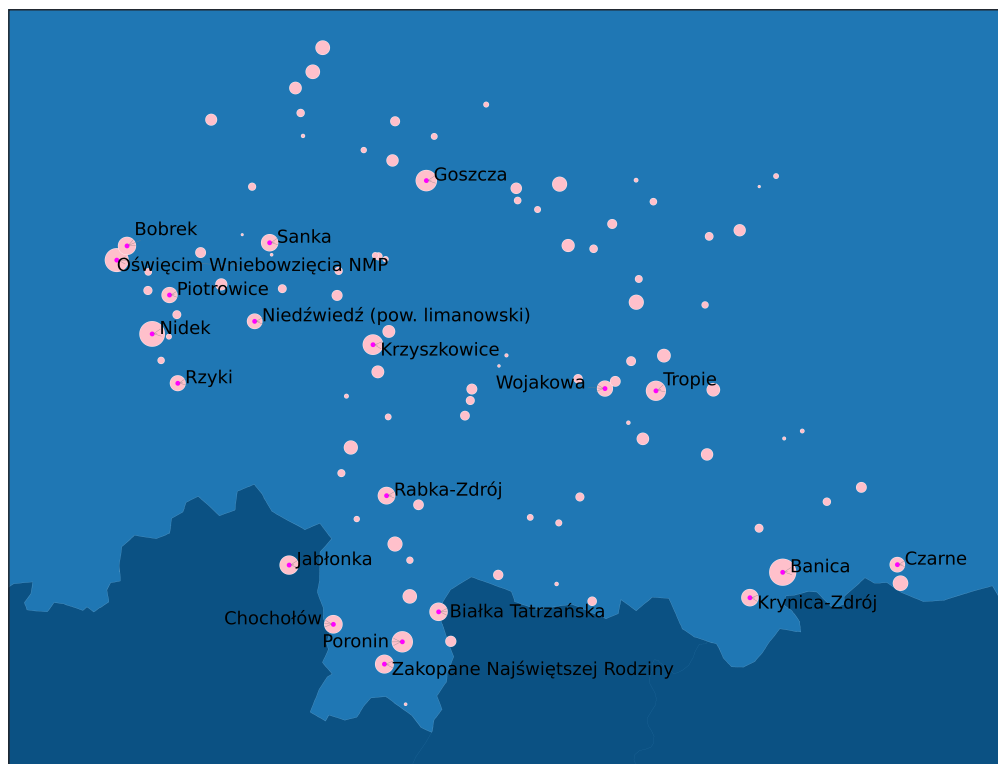 Goszcza
Bobrek
Sanka
Oświęcim Wniebowzięcia NMP
Piotrowice
Niedźwiedź (pow. limanowski)
Nidek
Krzyszkowice
Rzyki
Wojakowa
Tropie
Rabka-Zdrój
Jabłonka
Czarne
Banica
Krynica-Zdrój
Białka Tatrzańska
Chochołów
Poronin
Zakopane Najświętszej Rodziny